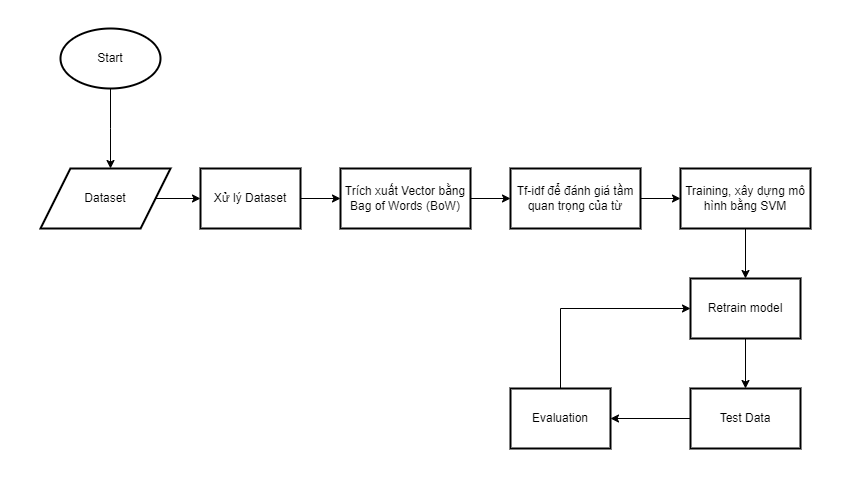 Start
Dataset
Xử lý Dataset
Trích xuất Vector bằng
Bag of Words (BoW)
Tf-idf để đánh giá tầm
quan trọng của từ
Training, xây dựng mô
hình bằng SVM
Retrain model
Evaluation
Test Data